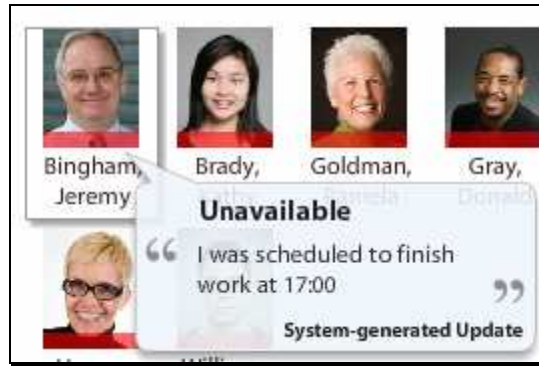 Bingham, Brady, Goldman, Gray,
Jeremy
Unavailable
“ I was scheduled to finish
work at 17:00 ”
System-generated Update